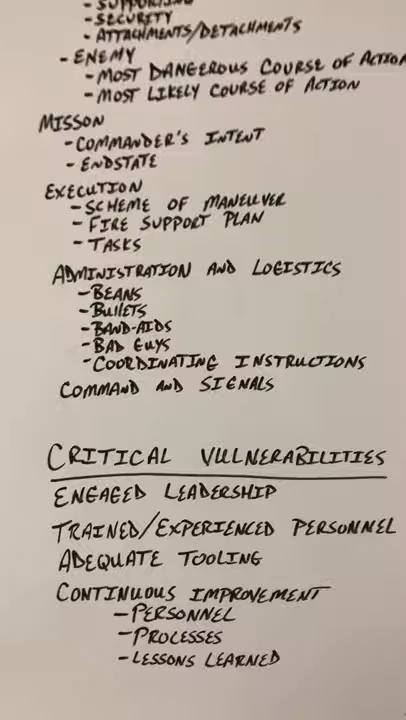 - SUPPORTING
- SECURITY
- ATTACHMENTS/DETACHMENTS
- ENEMY
- MOST DANGEROUS COURSE OF ACTION
- MOST LIKELY COURSE OF ACTION
MISSON
- COMMANDER'S INTENT
- ENDSTATE
EXECUTION
- SCHEME OF MANEUVER
- FIRE SUPPORT PLAN
- TASKS
ADMINISTRATION AND LOGISTICS
- BEANS
- BULLETS
- BAND-AIDS
- BAD GUYS
- COORDINATING INSTRUCTIONS
COMMAND AND SIGNALS
CRITICAL VULNERABILITIES
ENGAGED LEADERSHIP
TRAINED/EXPERIENCED PERSONNEL
ADEQUATE TOOLING
CONTINUOUS IMPROVEMENT
- PERSONNEL
- PROCESSES
- LESSONS LEARNED